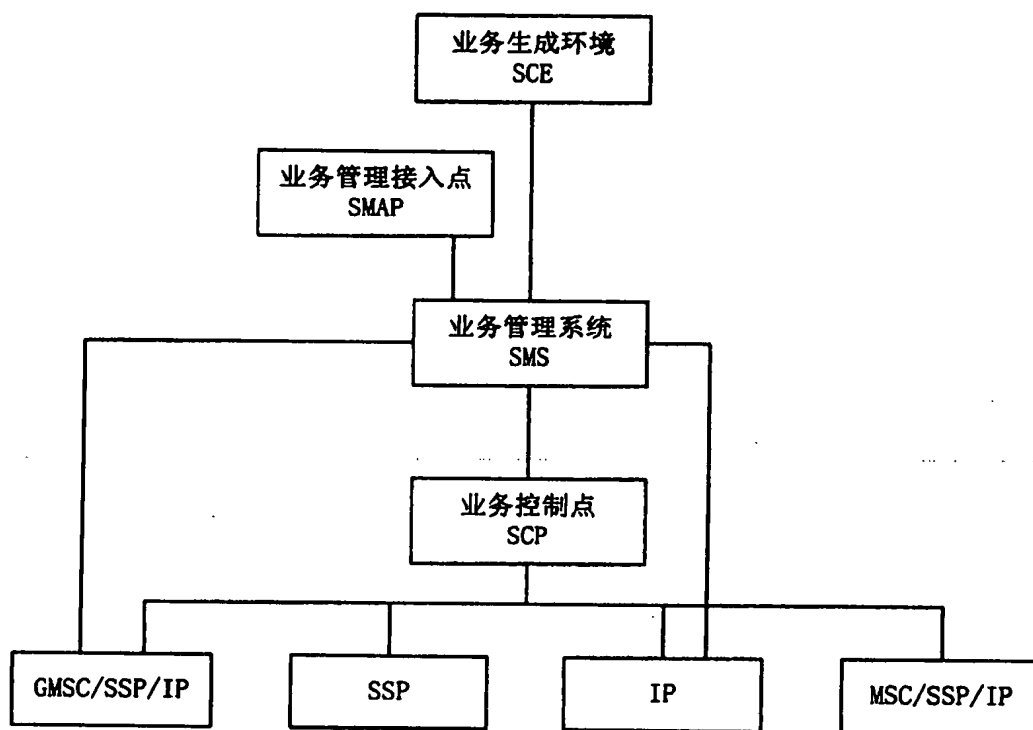 业务生成环境
SCE
业务管理接入点
SMAP
业务管理系统
SMS
业务控制点
SCP
GMSC/SSP/IP
SSP
IP
MSC/SSP/IP